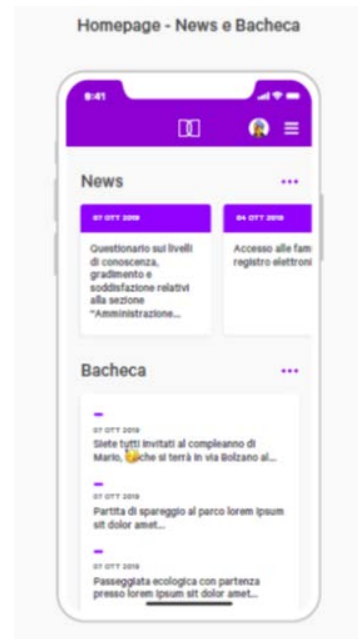 Homepage - News e Bacheca
9:41
News
07 OTT 2019
04 OTT 2019
Questionario sui livelli
di conoscenza,
gradimento e
soddisfazione relativi
alla sezione
"Amministrazione...
Accesso alle fam
registro elettroni
Bacheca
07 OTT 2019
Siete tutti invitati al compleanno di
Mario, che si terrà in via Bolzano al...
07 OTT 2019
Partita di spareggio al parco lorem ipsum
sit dolor amet...
07 OTT 2019
Passeggiata ecologica con partenza
presso lorem ipsum sit dolor amet...